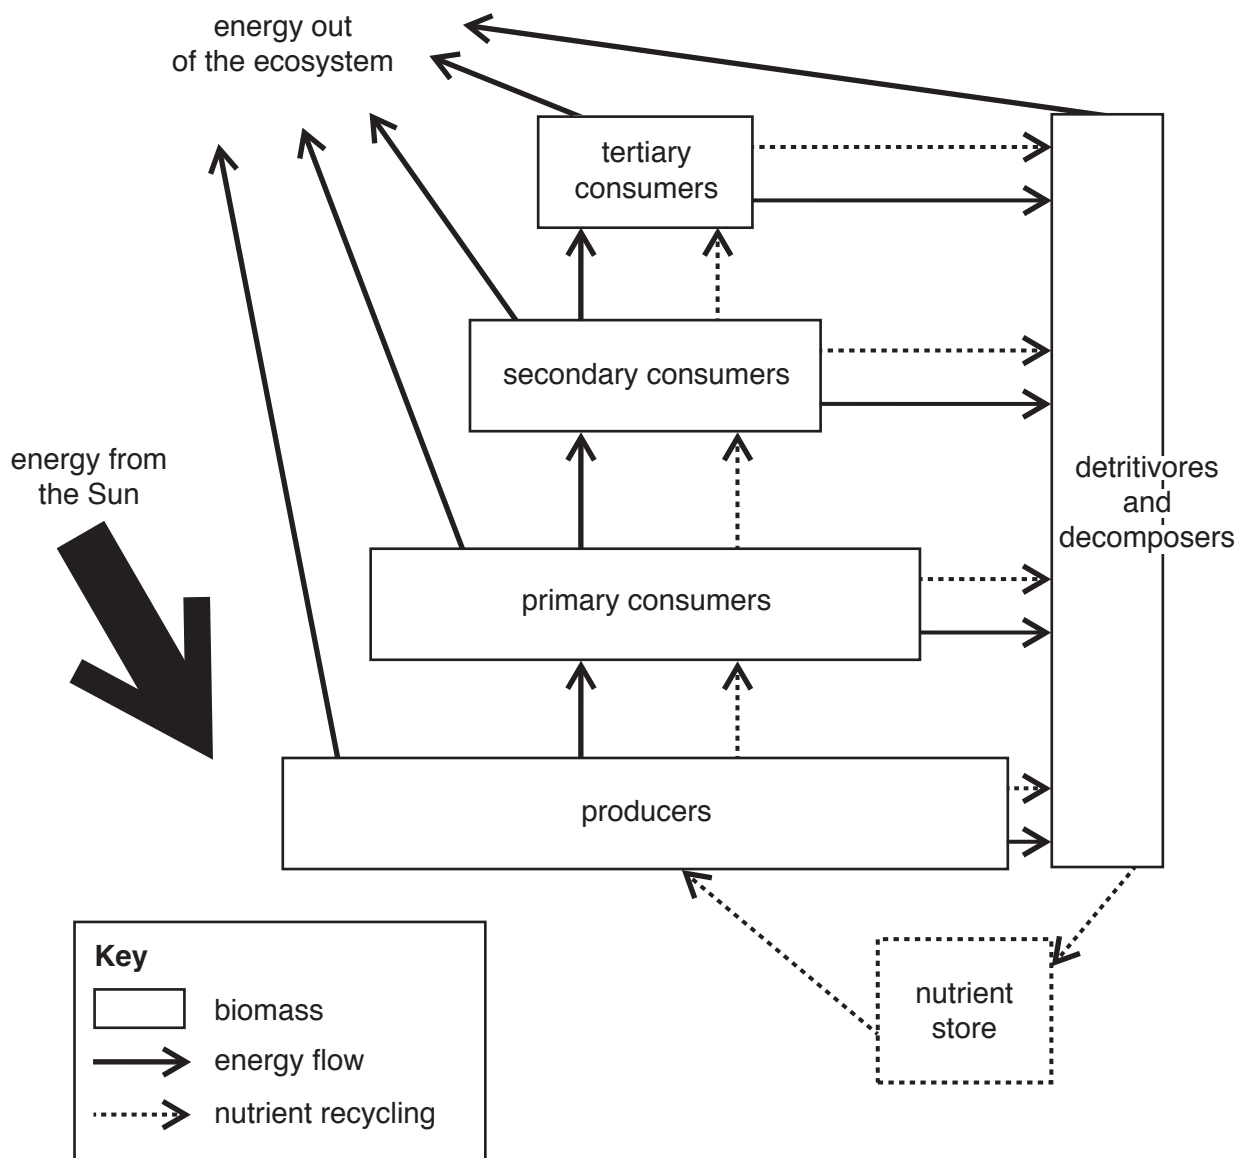 energy out
of the ecosystem
tertiary
consumers
secondary consumers
energy from
the Sun
detritivores
and
decomposers
primary consumers
producers
Key
biomass
energy flow
nutrient recycling
nutrient
store